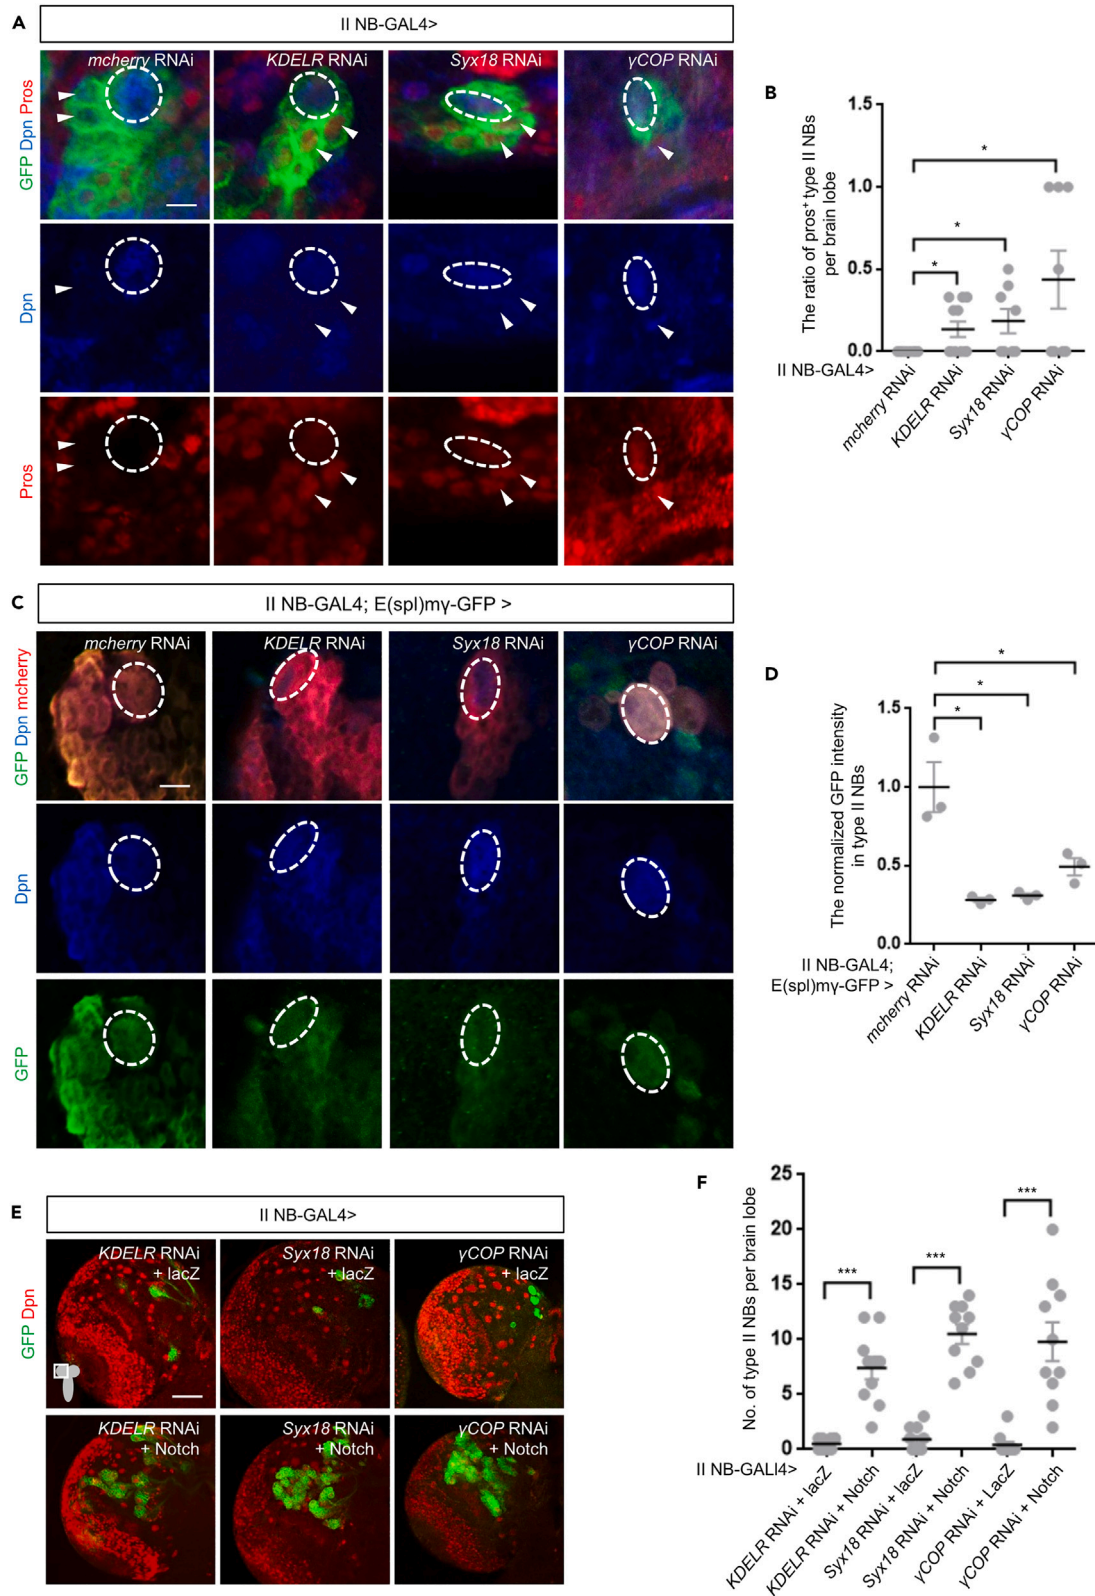 A
II NB-GAL4>
mcherry RNAi
KDELR RNAi
Syx18 RNAi
γCOP RNAi
GFP Dpn Pros
Dpn
Pros
B
The ratio of pros⁺ type II NBs
per brain lobe
1.5
1.0
0.5
0.0
*
*
*
II NB-GAL4>
mcherry RNAi
KDELR RNAi
Syx18 RNAi
γCOP RNAi
C
II NB-GAL4; E(spl)mγ-GFP >
mcherry RNAi
KDELR RNAi
Syx18 RNAi
γCOP RNAi
GFP Dpn mcherry
Dpn
GFP
D
The normalized GFP intensity
in type II NBs
1.5
1.0
0.5
0.0
*
*
*
II NB-GAL4;
E(spl)mγ-GFP >
mcherry RNAi
KDELR RNAi
Syx18 RNAi
γCOP RNAi
E
II NB-GAL4>
KDELR RNAi
+ lacZ
Syx18 RNAi
+ lacZ
γCOP RNAi
+ lacZ
GFP Dpn
KDELR RNAi
+ Notch
Syx18 RNAi
+ Notch
γCOP RNAi
+ Notch
F
No. of type II NBs per brain lobe
25
20
15
10
5
0
***
***
***
II NB-GALl4>
KDELR RNAi + lacZ
KDELR RNAi + Notch
Syx18 RNAi + lacZ
Syx18 RNAi + Notch
γCOP RNAi + LacZ
γCOP RNAi + Notch